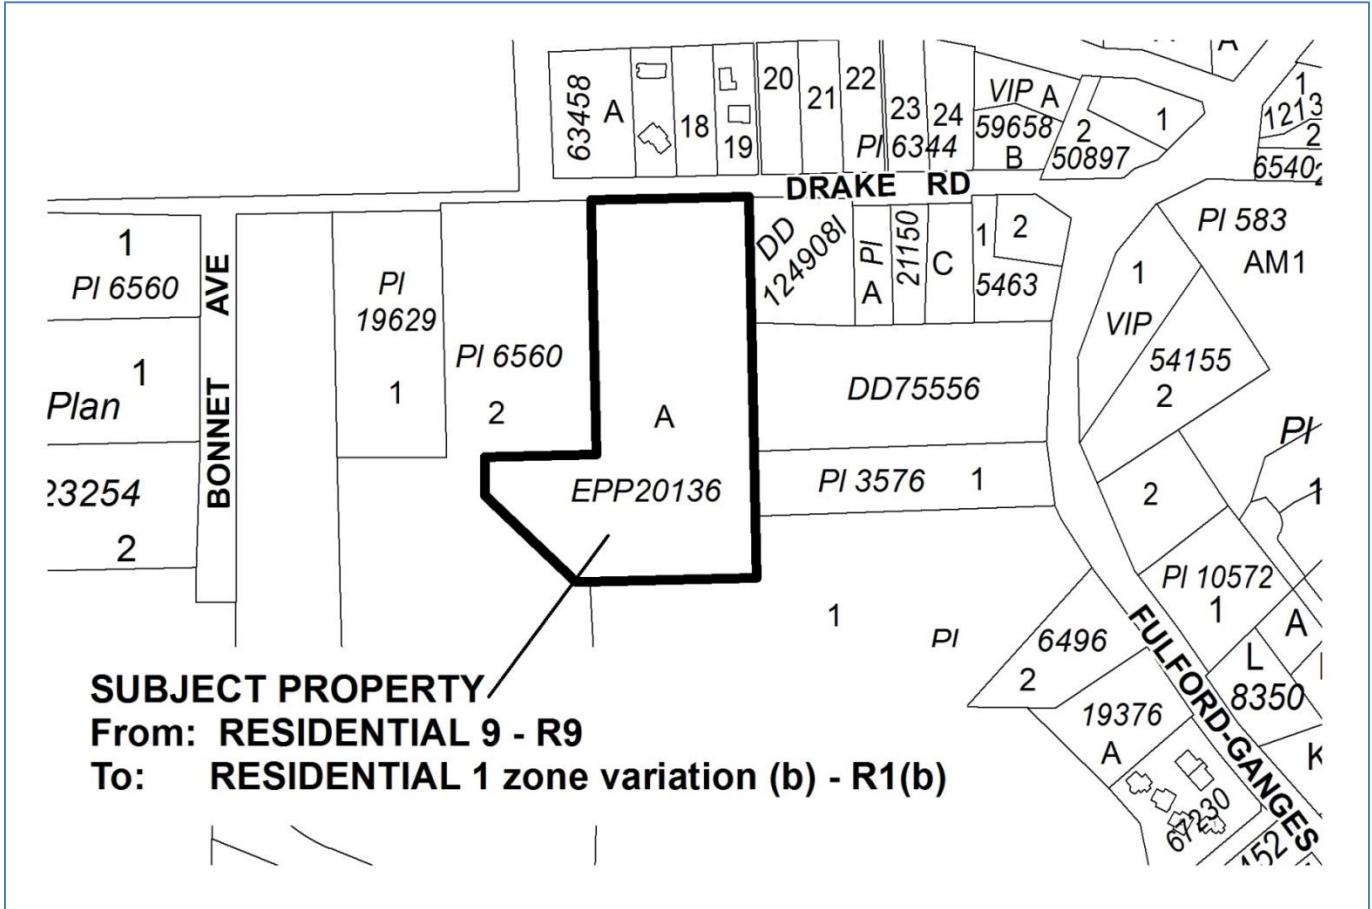 A
63458
A
18
19
20
21
22
23
24
Pl 6344
VIP A
59658
B
2
50897
1
1
1213
2
6540
DRAKE RD
1
Pl 6560
BONNET AVE
Pl
19629
1
Pl 6560
2
DD
124908I
Pl
A
21150
C
1
2
5463
Pl 583
AM1
1
VIP
54155
2
1
Plan
A
DD75556
Pl
1
23254
2
EPP20136
Pl 3576 1
2
Pl 10572
1
A
1
Pl
6496
2
L
8350
K
19376
A
67230
452
FULFORD-GANGES
SUBJECT PROPERTY
From: RESIDENTIAL 9 - R9
To: RESIDENTIAL 1 zone variation (b) - R1(b)